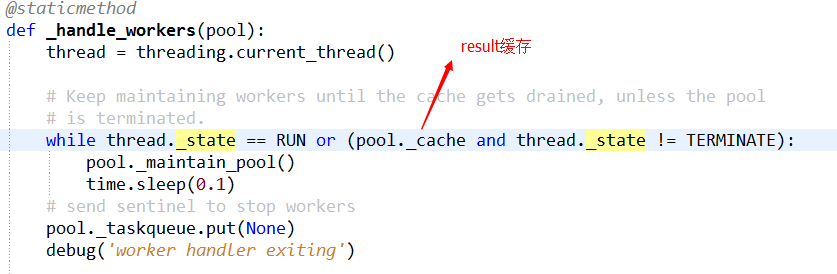 @staticmethod
def _handle_workers(pool):
thread = threading.current_thread()
result缓存
# Keep maintaining workers until the cache gets drained, unless the pool
# is terminated.
while thread._state == RUN or (pool._cache and thread._state != TERMINATE):
pool._maintain_pool()
time.sleep(0.1)
# send sentinel to stop workers
pool._taskqueue.put(None)
debug('worker handler exiting')